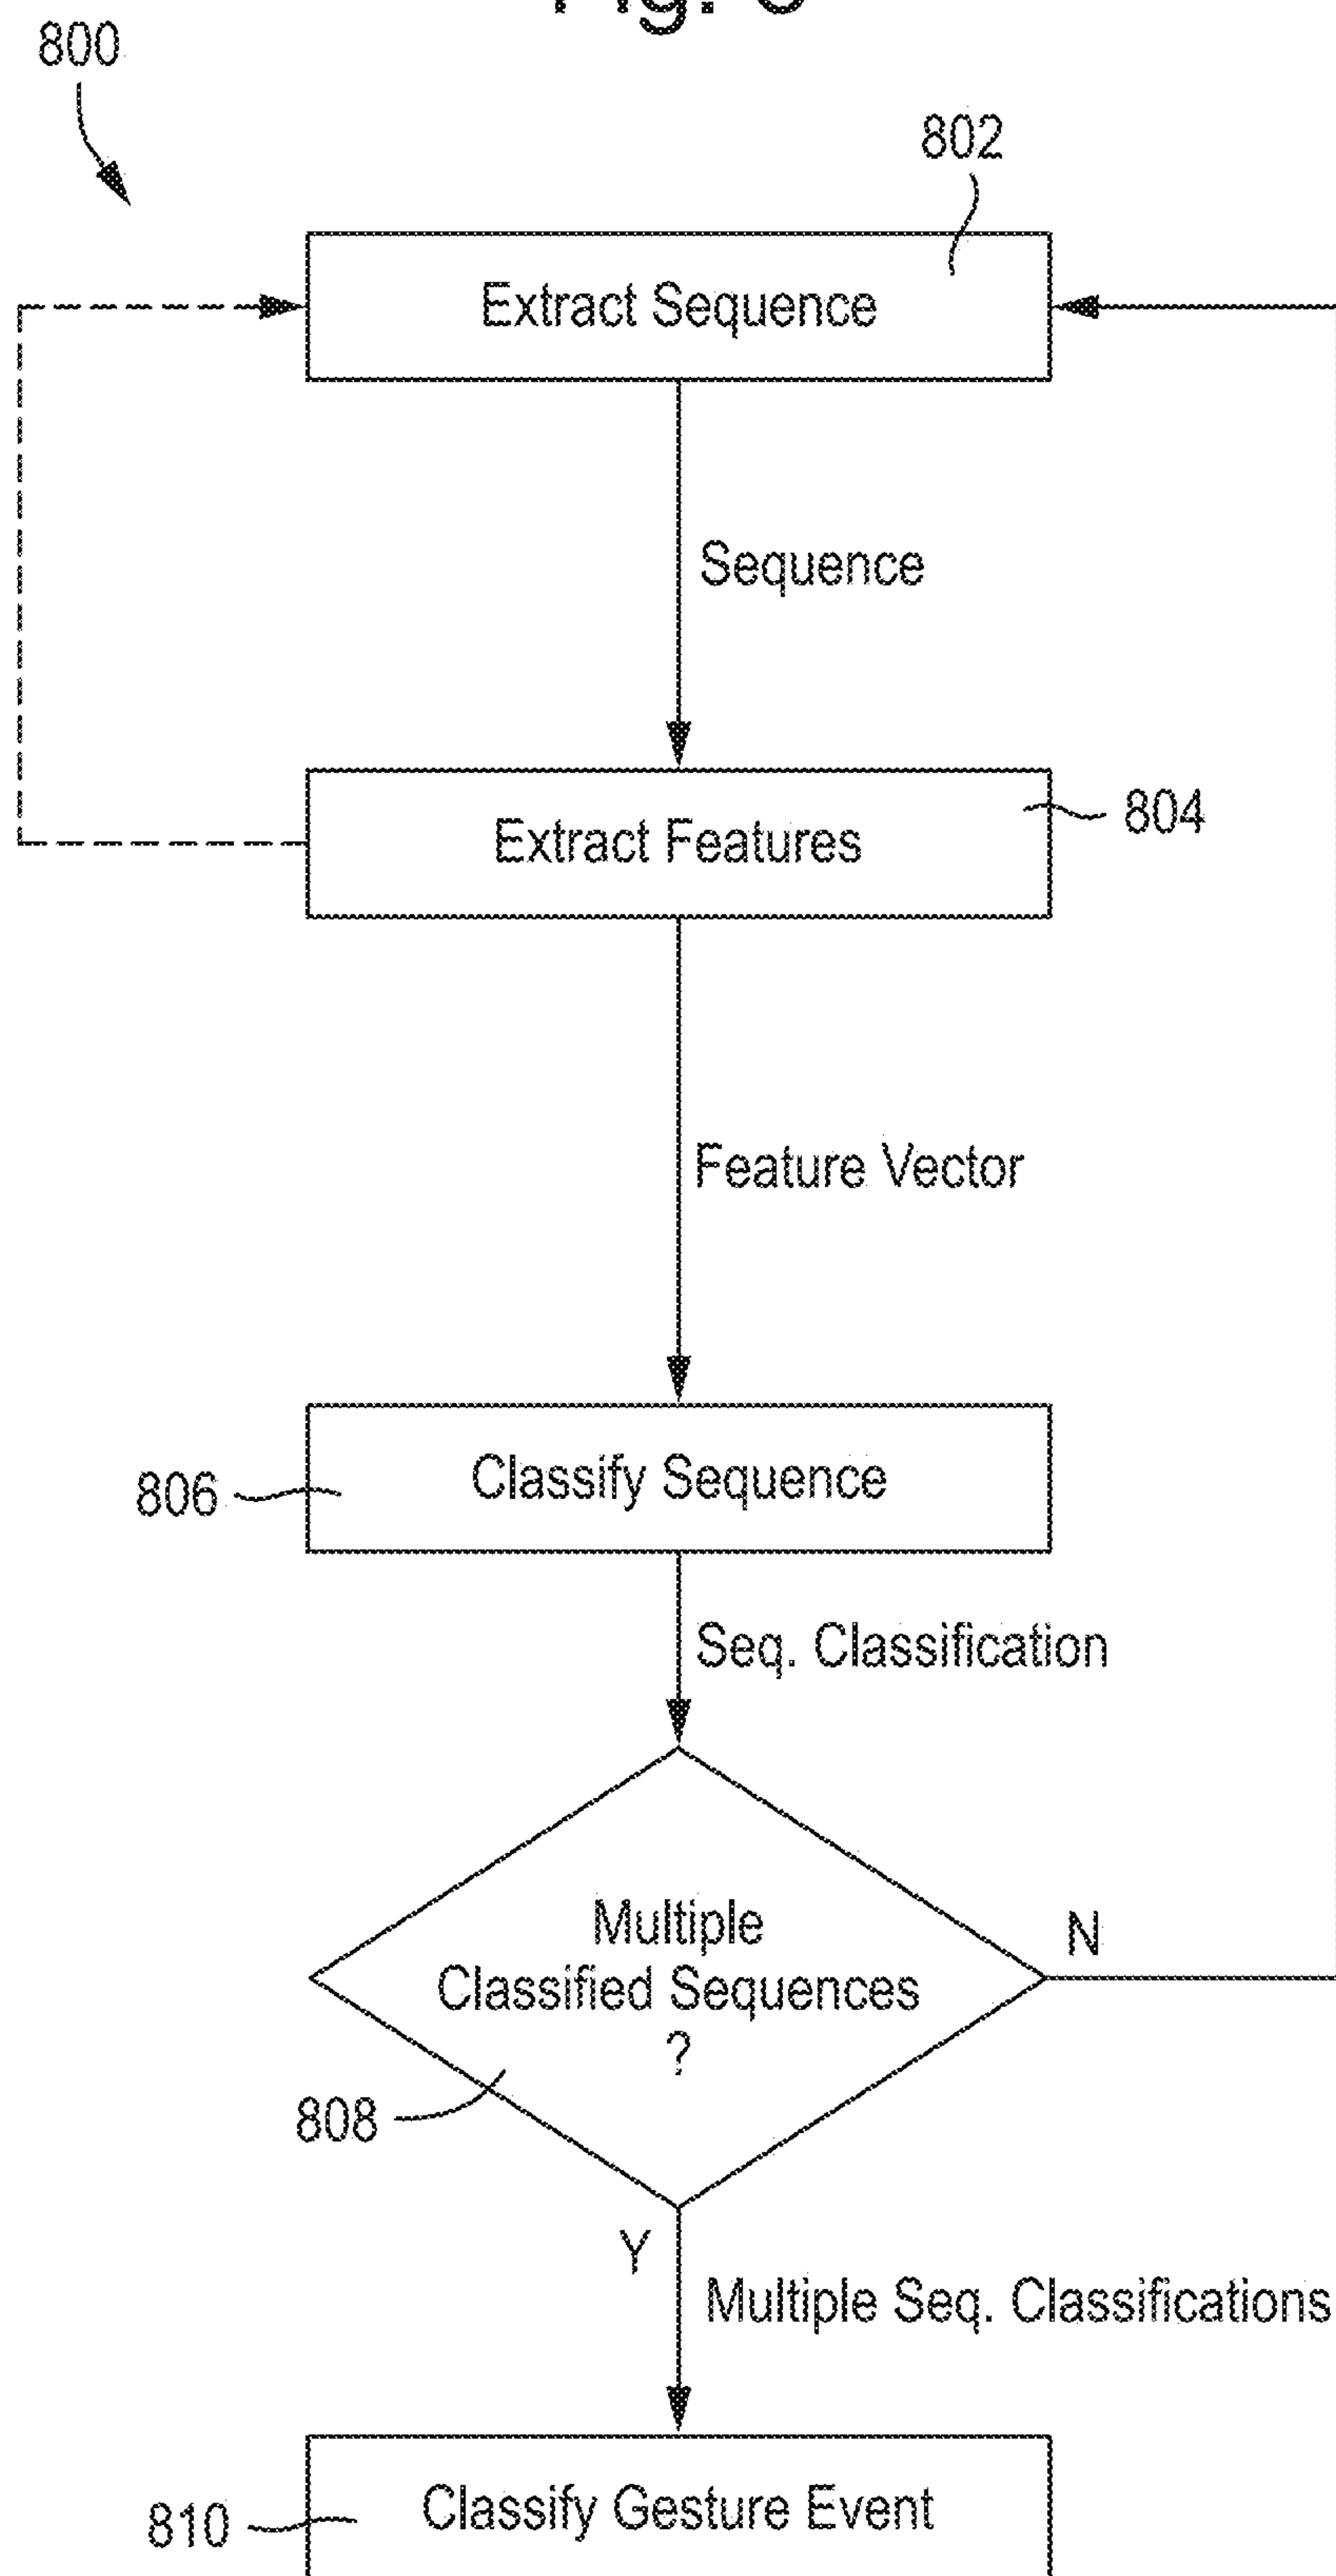 Fig.
800
802
Extract Sequence
Sequence
Extract Features
804
Feature Vector
Classify Sequence
806
Seq. Classification
Multiple
Classified Sequences
?
N
808
Y
Multiple Seq. Classifications
Classify Gesture Event
810